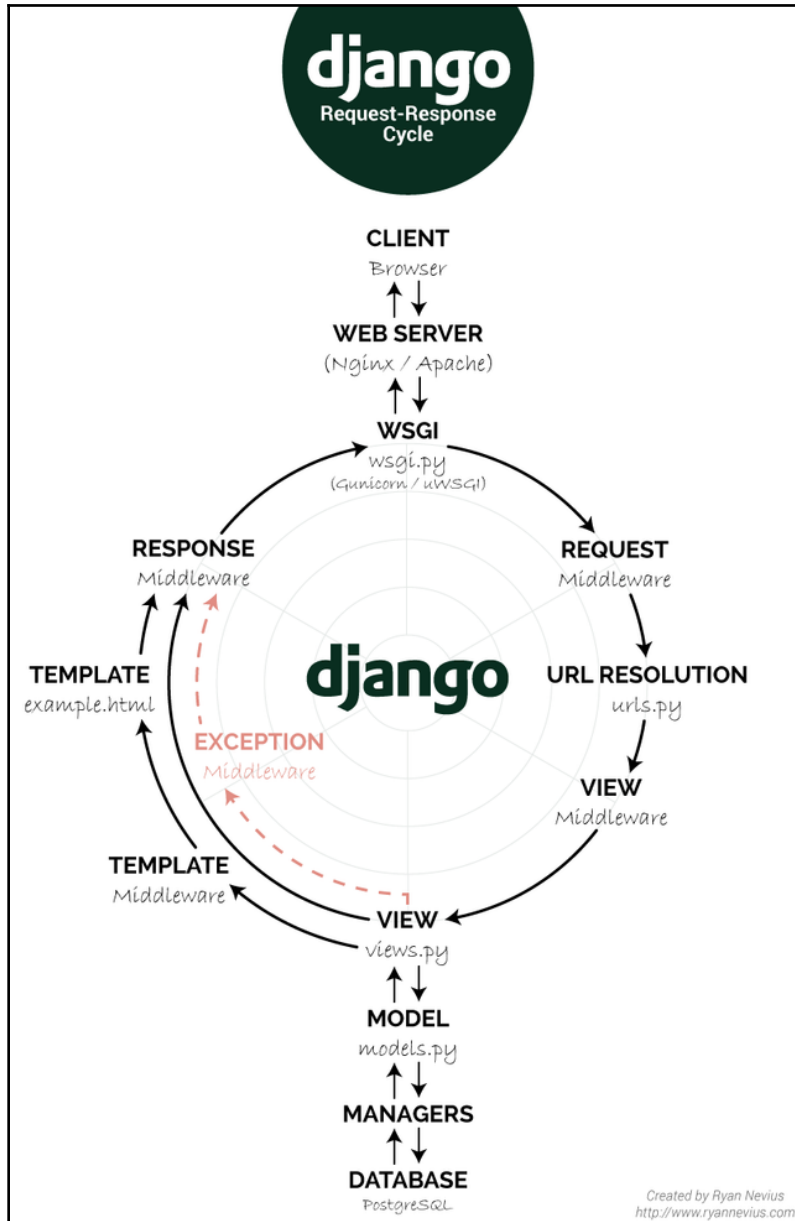 django
Request-Response
Cycle
CLIENT
Browser
WEB SERVER
(Nginx / Apache)
WSGI
wsgi.py
(Gunicorn / uWSGI)
RESPONSE
Middleware
REQUEST
Middleware
TEMPLATE
example.html
django
URL RESOLUTION
urls.py
EXCEPTION
Middleware
VIEW
Middleware
TEMPLATE
Middleware
VIEW
views.py
MODEL
models.py
MANAGERS
DATABASE
PostgreSQL
Created by Ryan Nevius
http://www.ryannevius.com